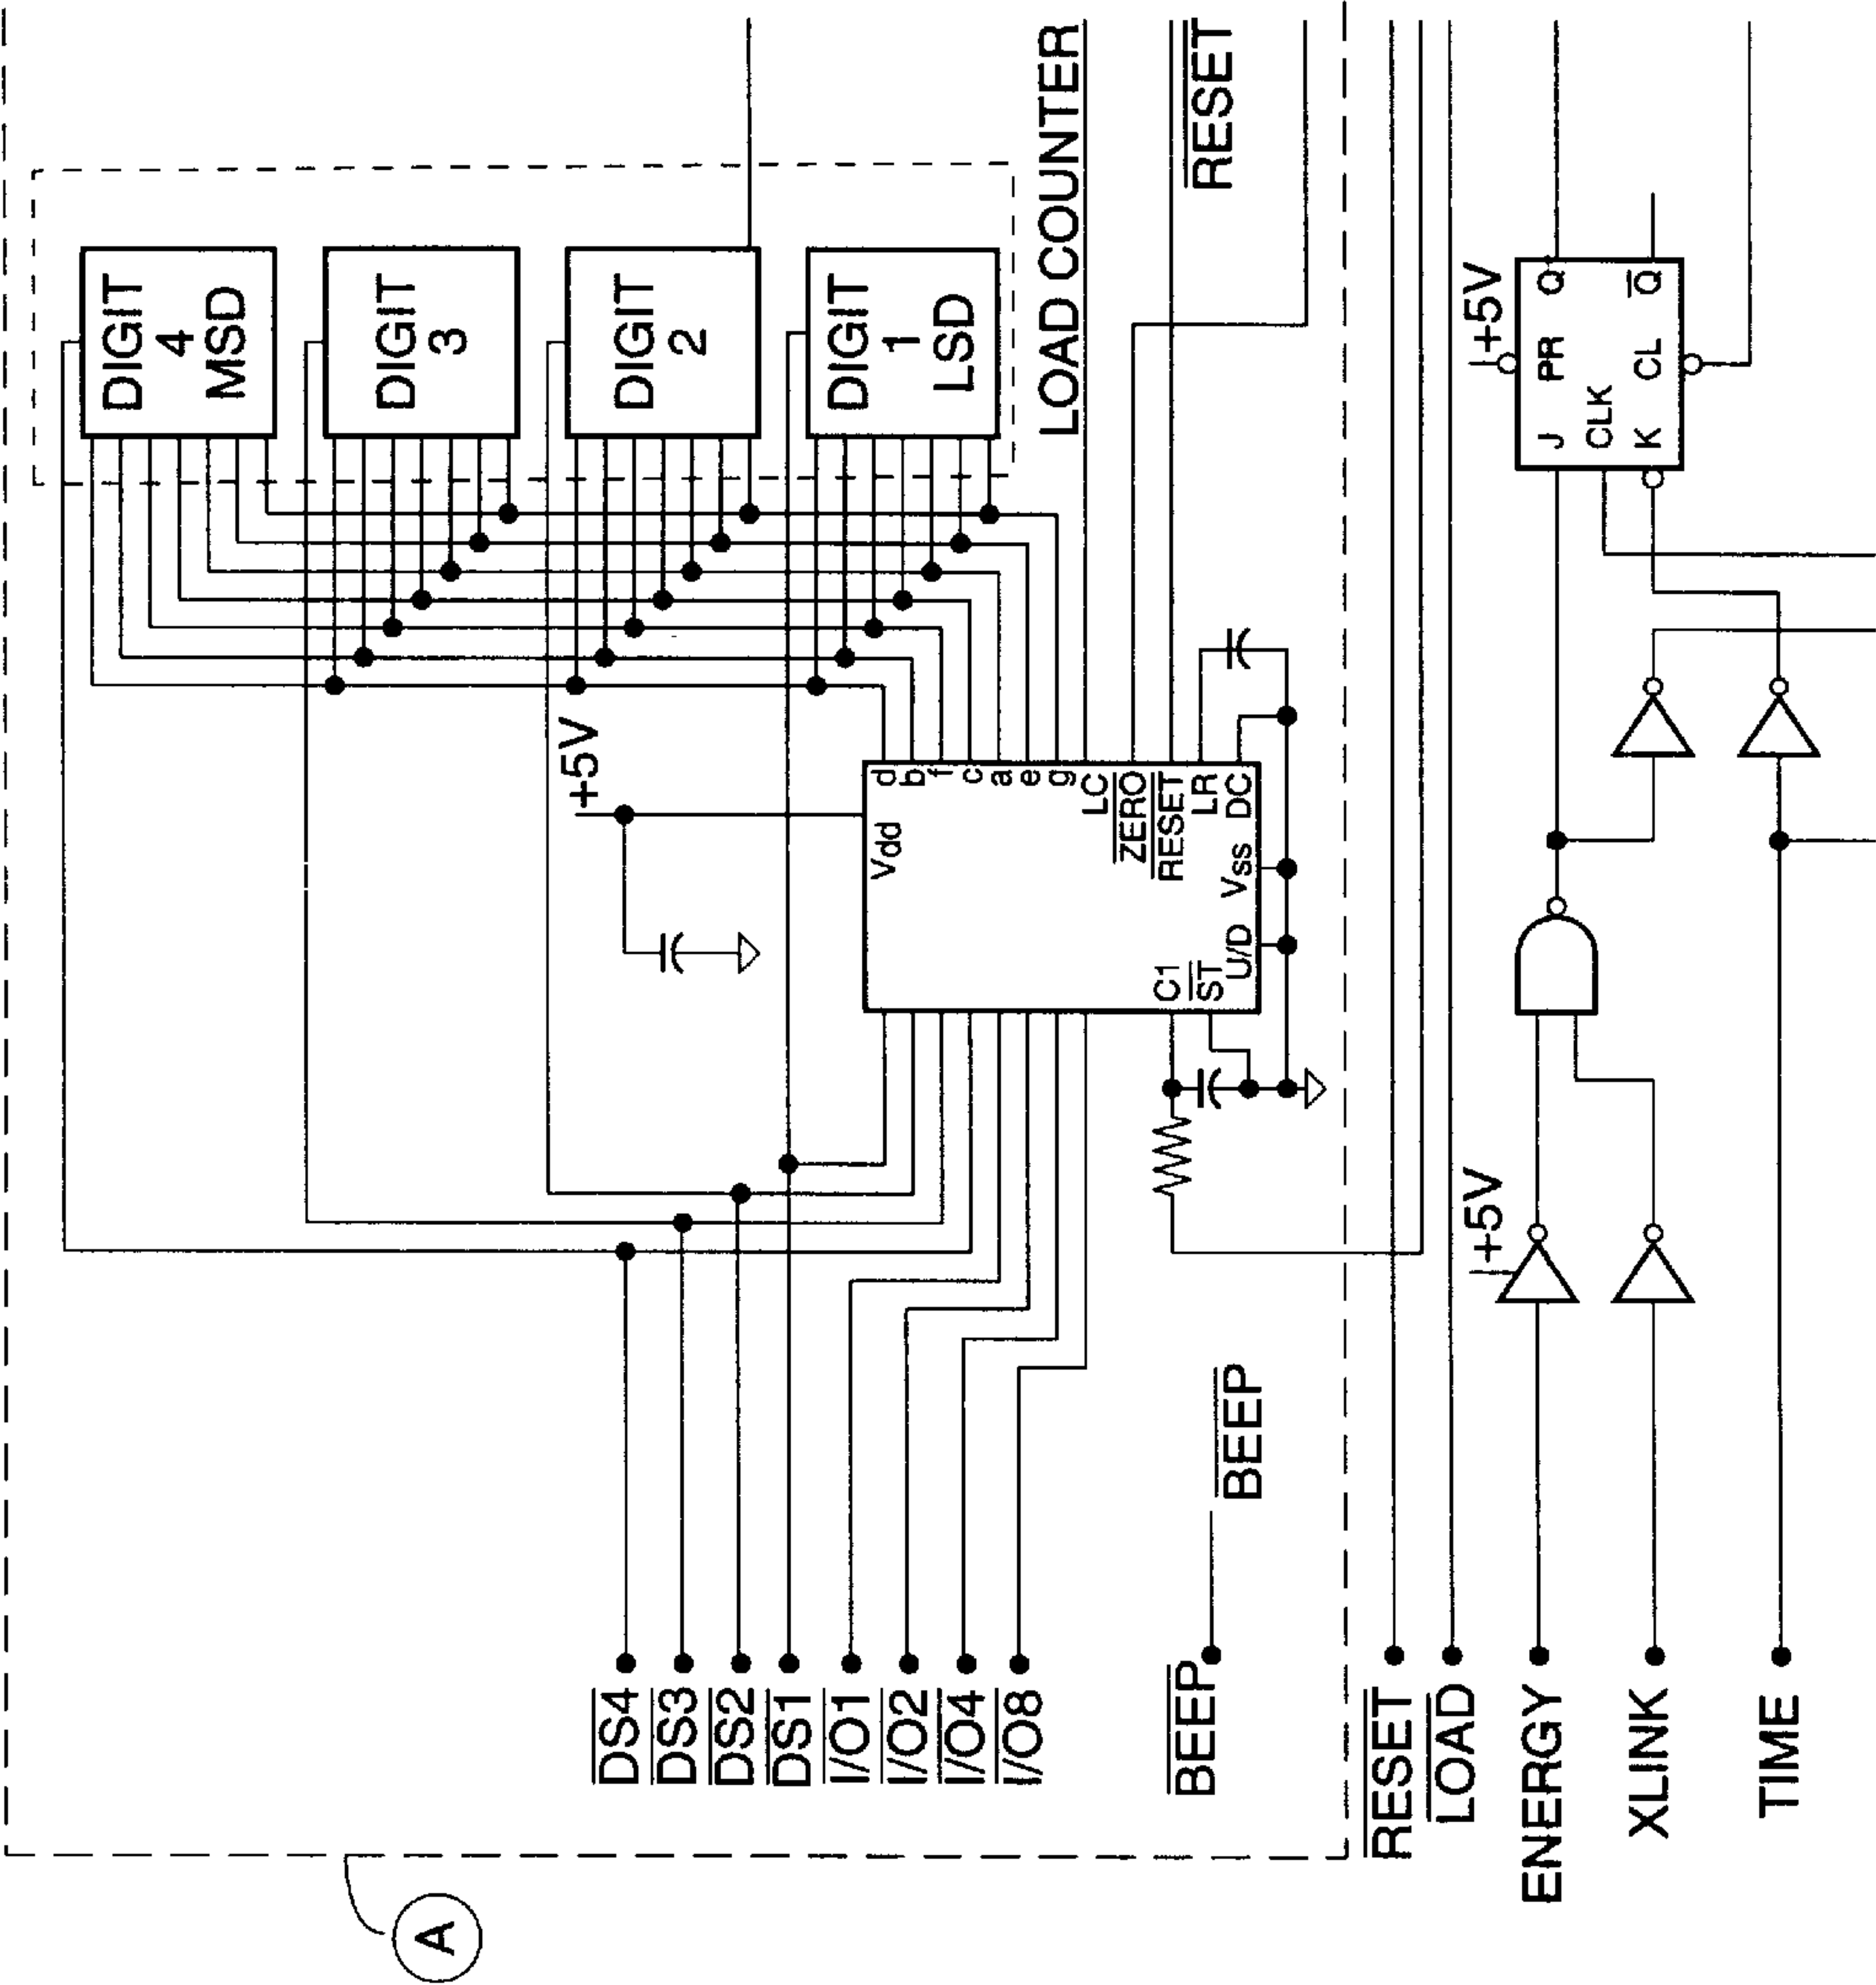 DIGIT
4
MSD
DIGIT
3
DIGIT
2
DIGIT
1
LSD
LOAD COUNTER
RESET
+5V
Vdd
d
b
f
c
a
e
g
LC
ZERO
RESET
LR
DC
Vss
U/D
ST
C1
DS4
DS3
DS2
DS1
I/O1
I/O2
I/O4
I/O8
BEEP
BEEP
RESET
LOAD
ENERGY
XLINK
TIME
+5V
+5V
J
PR
Q
CLK
K
CL
Q
A